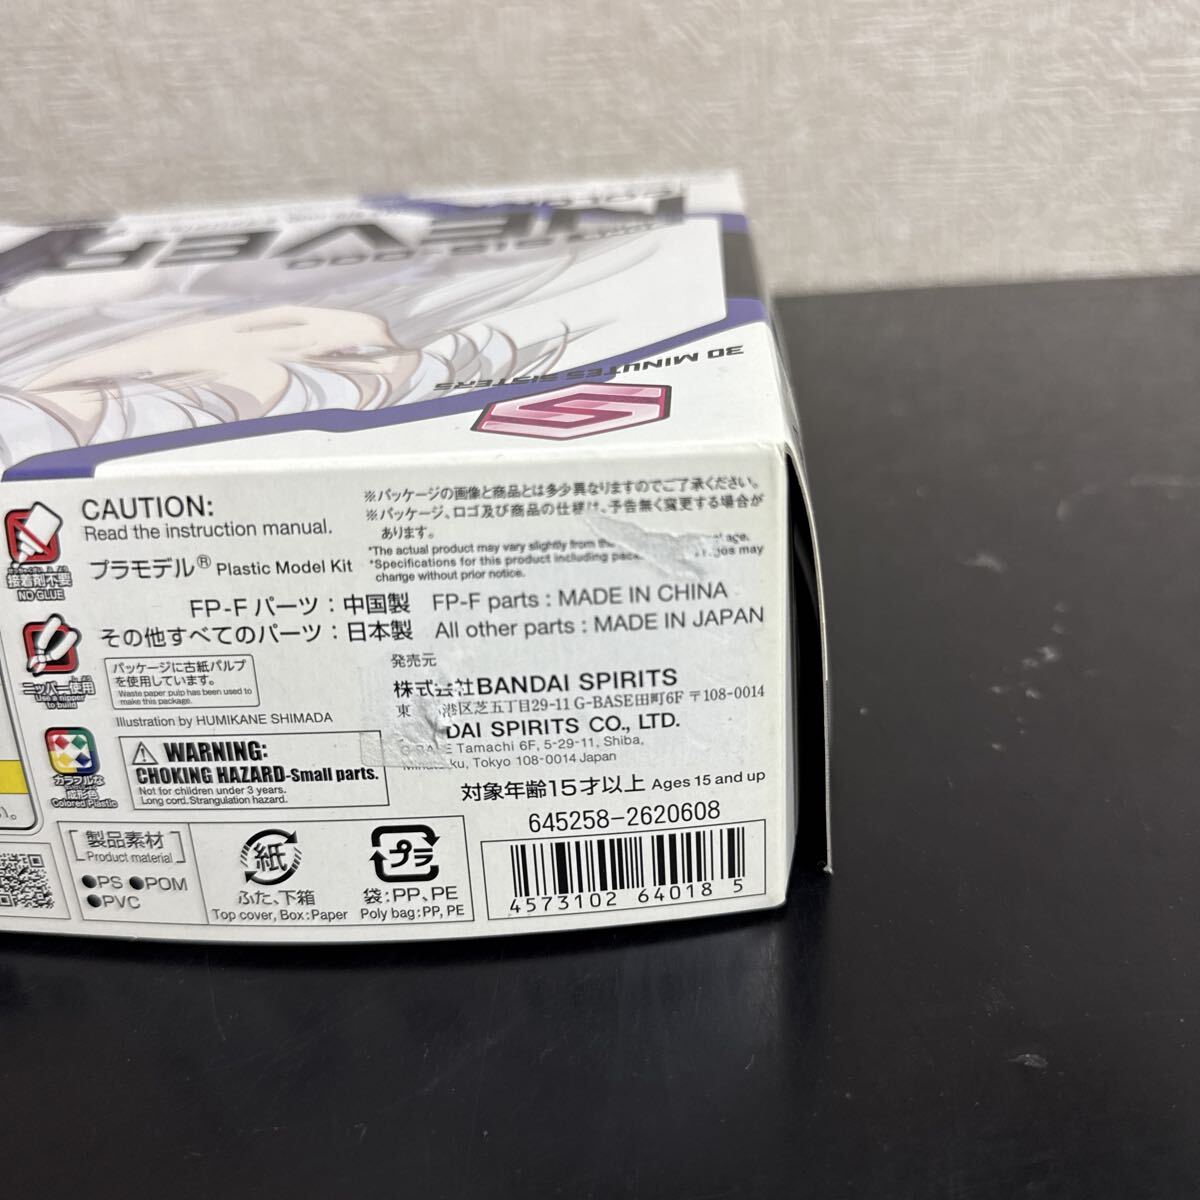 NEVER
SIS-D00
30 MINUTES SISTERS
CAUTION:
Read the instruction manual.
プラモデル® Plastic Model Kit
※パッケージの画像と商品とは多少異なりますのでご了承ください。
※パッケージ、ロゴ及び商品の仕様は、予告無く変更する場合が
あります。
*The actual product may vary slightly from the age.
*Specifications for this product including may
change without prior notice.
接着剤不要
NO GLUE
FP-F パーツ：中国製 FP-F parts : MADE IN CHINA
その他すべてのパーツ：日本製 All other parts : MADE IN JAPAN
ニッパー使用
Use a nipper
to build
パッケージに古紙パルプ
を使用しています。
Waste paper pulp has been used to
make this package.
Illustration by HUMIKANE SHIMADA
発売元
株式会社BANDAI SPIRITS
東 港区芝五丁目29-11 G-BASE田町6F 〒108-0014
DAI SPIRITS CO., LTD.
Tamachi 6F, 5-29-11, Shiba,
ku, Tokyo 108-0014 Japan
カラフルな
成形色
Colored Plastic
WARNING:
CHOKING HAZARD-Small parts.
Not for children under 3 years.
Long cord. Strangulation hazard.
対象年齢15才以上 Ages 15 and up
製品素材
Product material
●PS ●POM
●PVC
紙
ふた、下箱
Top cover, Box:Paper
プラ
袋:PP、PE
Poly bag:PP, PE
645258-2620608
4573102 64018 5
い。